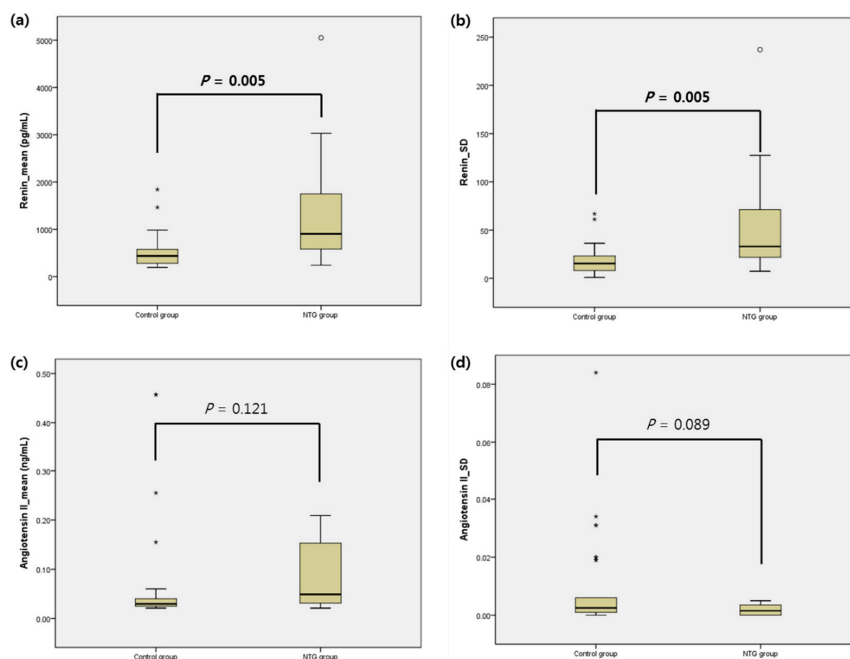 (a)
5000
4000
3000
2000
1000
0
Renin_mean (pg/mL)
P = 0.005
Control group
NTG group
(b)
250
200
150
100
50
0
Renin_SD
P = 0.005
Control group
NTG group
(c)
0.50
0.40
0.30
0.20
0.10
0.00
Angiotensin II_mean (ng/mL)
P = 0.121
Control group
NTG group
(d)
0.08
0.06
0.04
0.02
0.00
Angiotensin II_SD
P = 0.089
Control group
NTG group